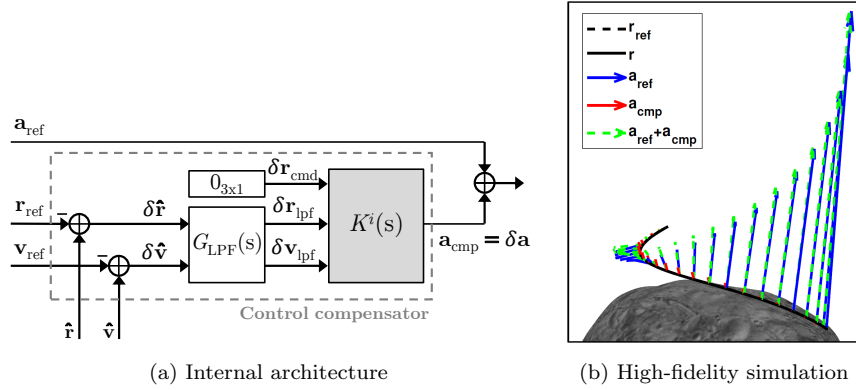 a_ref
0_3x1
δr_cmd
r_ref
−
δr̂
δr_lpf
G_LPF(s)
K^i(s)
v_ref
−
δv̂
δv_lpf
a_cmp = δa
Control compensator
r̂
v̂
(a) Internal architecture
r_ref
r
a_ref
a_cmp
a_ref+a_cmp
(b) High-fidelity simulation